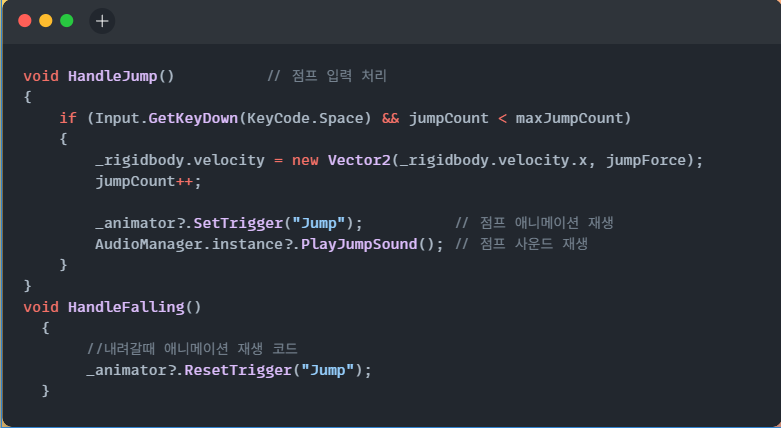 void HandleJump()          // 점프 입력 처리
{
    if (Input.GetKeyDown(KeyCode.Space) && jumpCount < maxJumpCount)
    {
        _rigidbody.velocity = new Vector2(_rigidbody.velocity.x, jumpForce);
        jumpCount++;

        _animator?.SetTrigger("Jump");          // 점프 애니메이션 재생
        AudioManager.instance?.PlayJumpSound(); // 점프 사운드 재생
    }
}
void HandleFalling()
  {
       //내려갈때 애니메이션 재생 코드
       _animator?.ResetTrigger("Jump");
  }